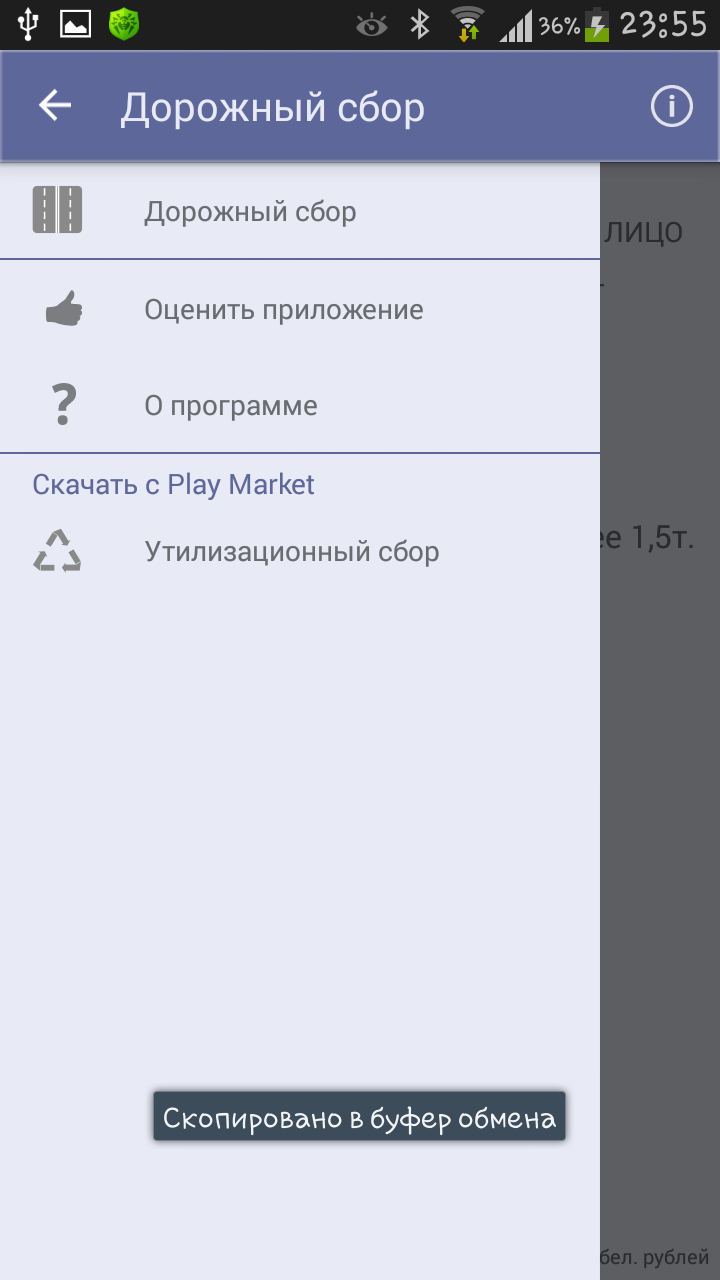 36% 23:55
Дорожный сбор
Дорожный сбор
ЛИЦО
Оценить приложение
О программе
Скачать с Play Market
ее 1,5т.
Утилизационный сбор
Скопировано в буфер обмена
бел. рублей